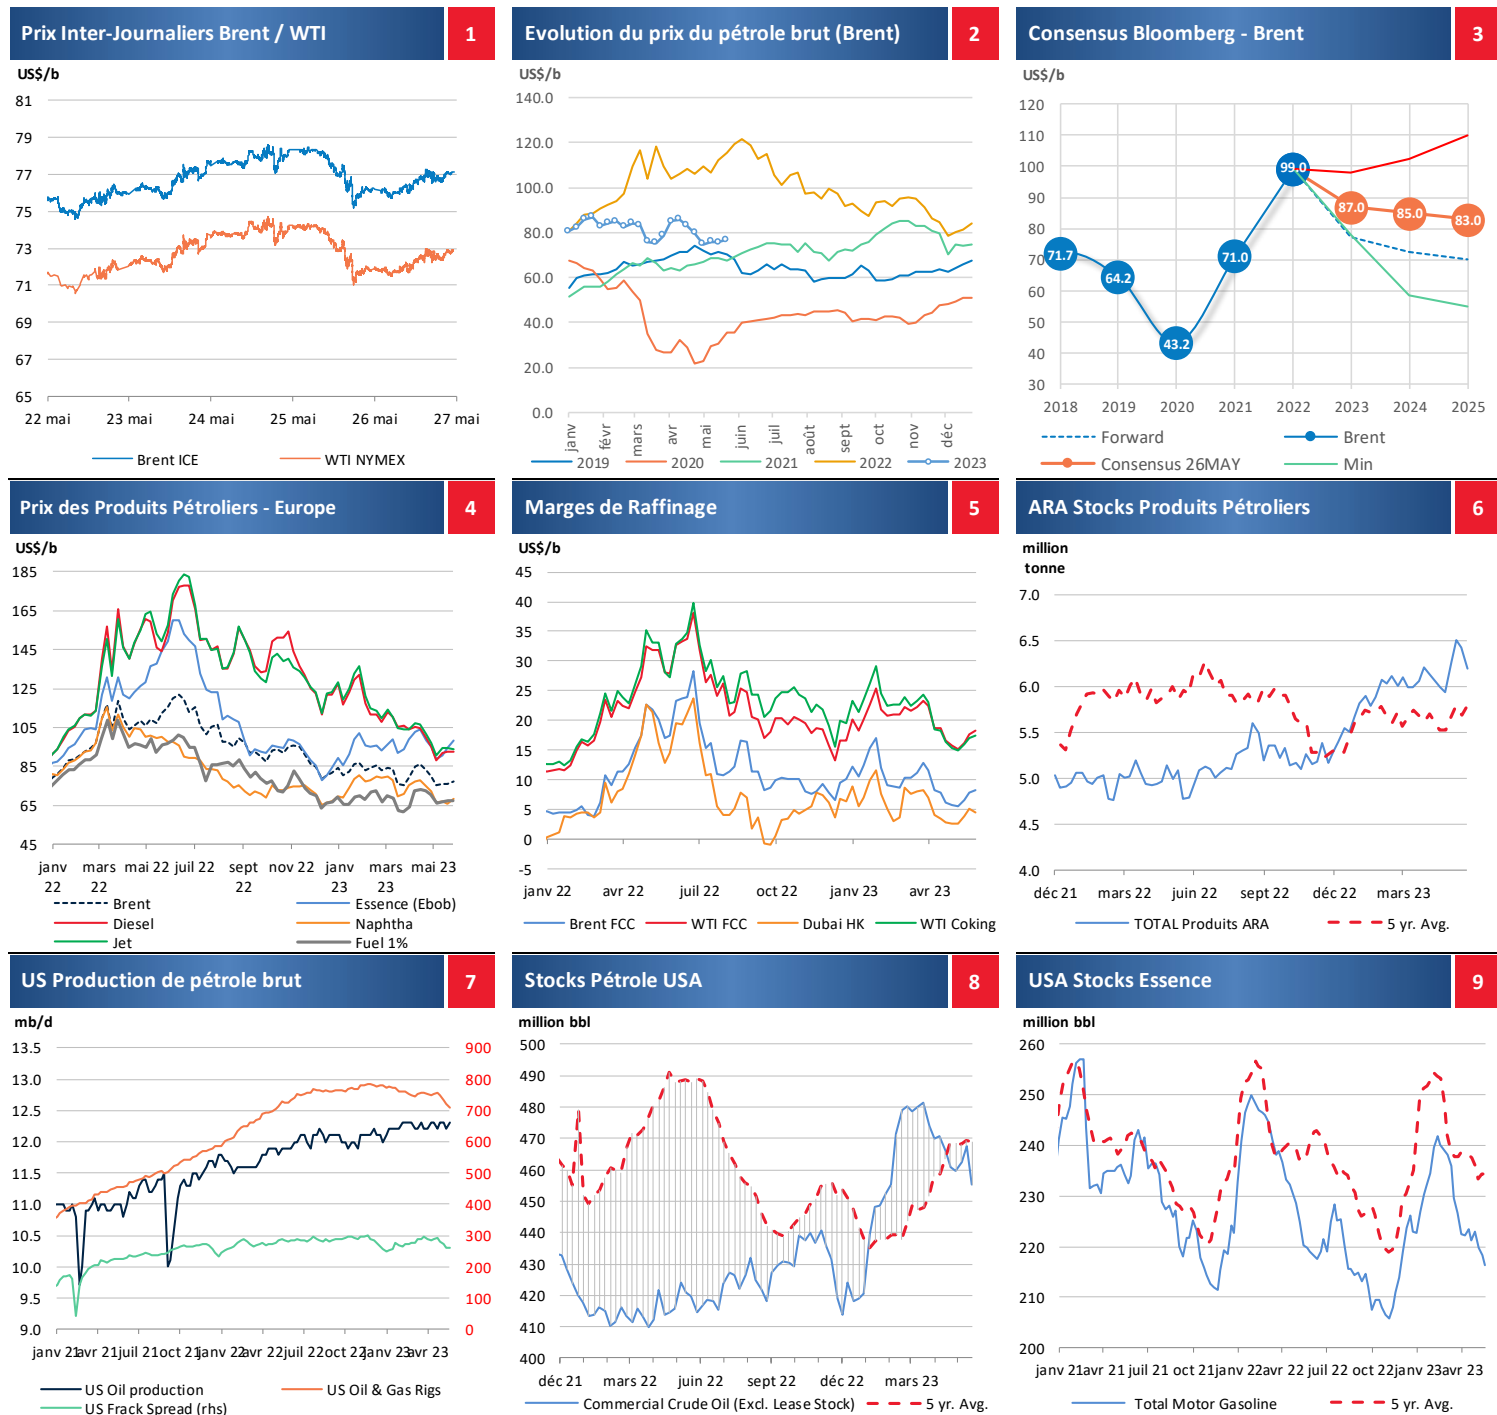 Prix Inter-Journaliers Brent / WTI 1
US$/b
81
79
77
75
73
71
69
67
65
22 mai 23 mai 24 mai 25 mai 26 mai 27 mai
Brent ICE WTI NYMEX
Evolution du prix du pétrole brut (Brent) 2
US$/b
140.0
120.0
100.0
80.0
60.0
40.0
20.0
0.0
janv févr mars avr mai juin juil août sept oct nov déc
2019 2020 2021 2022 2023
Consensus Bloomberg - Brent 3
US$/b
120
110
100
90
80
70
60
50
40
30
71.7 64.2 43.2 71.0 99.0 87.0 85.0 83.0
2018 2019 2020 2021 2022 2023 2024 2025
Forward Brent
Consensus 26MAY Min
Prix des Produits Pétroliers - Europe 4
US$/b
185
165
145
125
105
85
65
45
janv 22 mars 22 mai 22 juil 22 sept 22 nov 22 janv 23 mars 23 mai 23
Brent Essence (Ebob)
Diesel Naphtha
Jet Fuel 1%
Marges de Raffinage 5
US$/b
45
40
35
30
25
20
15
10
5
0
-5
janv 22 avr 22 juil 22 oct 22 janv 23 avr 23
Brent FCC WTI FCC Dubai HK WTI Coking
ARA Stocks Produits Pétroliers 6
million
tonne
7.0
6.5
6.0
5.5
5.0
4.5
4.0
déc 21 mars 22 juin 22 sept 22 déc 22 mars 23
TOTAL Produits ARA 5 yr. Avg.
US Production de pétrole brut 7
mb/d
13.5 900
13.0 800
12.5 700
12.0 600
11.5 500
11.0 400
10.5 300
10.0 200
9.5 100
9.0 0
janv 21 avr 21 juil 21 oct 21 janv 22 avr 22 juil 22 oct 22 janv 23 avr 23
US Oil production US Oil & Gas Rigs
US Frack Spread (rhs)
Stocks Pétrole USA 8
million bbl
500
490
480
470
460
450
440
430
420
410
400
déc 21 mars 22 juin 22 sept 22 déc 22 mars 23
Commercial Crude Oil (Excl. Lease Stock) 5 yr. Avg.
USA Stocks Essence 9
million bbl
260
250
240
230
220
210
200
janv 21 avr 21 juil 21 oct 21 janv 22 avr 22 juil 22 oct 22 janv 23 avr 23
Total Motor Gasoline 5 yr. Avg.